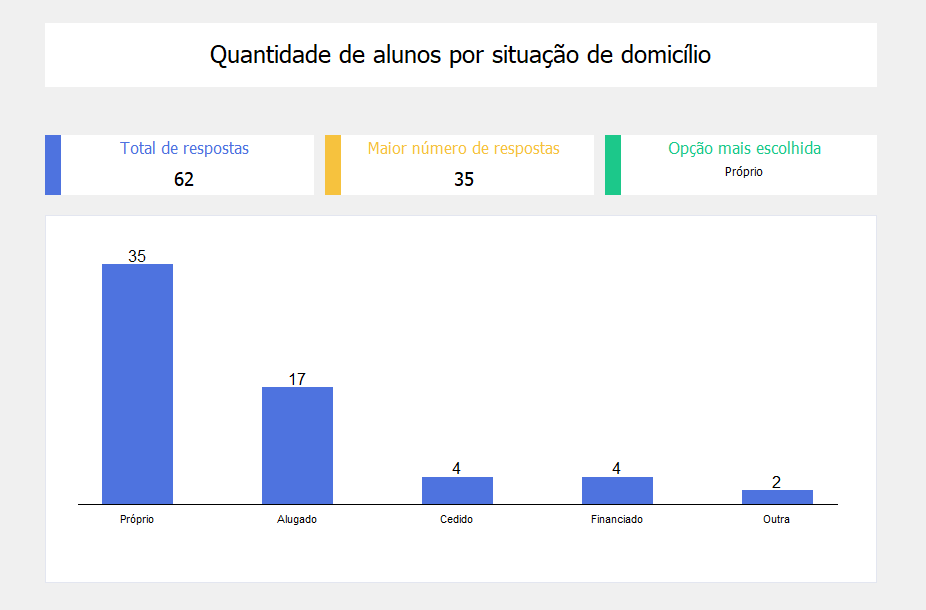 Quantidade de alunos por situação de domicílio
Total de respostas
62
Maior número de respostas
35
Opção mais escolhida
Próprio
35
17
4
4
2
Próprio
Alugado
Cedido
Financiado
Outra